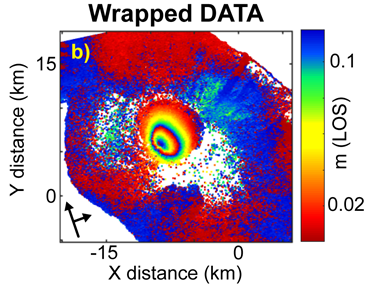 Wrapped DATA
b)
15
0
Y distance (km)
-15 0
X distance (km)
0.1
0.02
m (LOS)